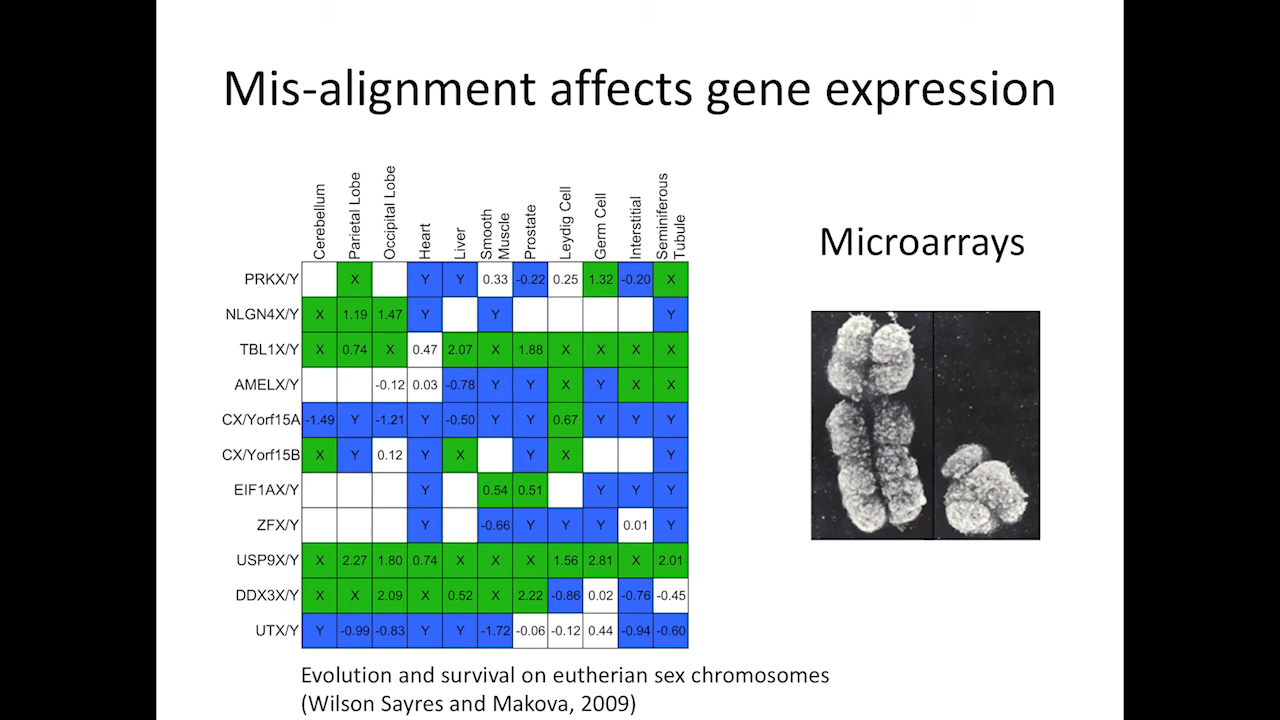 Mis-alignment affects gene expression
Cerebellum
Parietal Lobe
Occipital Lobe
Heart
Liver
Smooth
Muscle
Prostate
Leydig Cell
Germ Cell
Interstitial
Seminiferous
Tubule
Microarrays
PRKX/Y X Y Y 0.33 -0.22 0.25 1.32 -0.20 X
NLGN4X/Y X 1.19 1.47 Y Y Y
TBL1X/Y X 0.74 X 0.47 2.07 X 1.88 X X X X
AMELX/Y -0.12 0.03 -0.78 Y Y X Y X X
CX/Yorf15A -1.49 Y -1.21 Y -0.50 Y Y 0.67 Y Y Y
CX/Yorf15B X Y 0.12 Y X Y X Y
EIF1AX/Y Y 0.54 0.51 Y Y Y
ZFX/Y Y -0.66 Y Y Y 0.01 Y
USP9X/Y X 2.27 1.80 0.74 X X X 1.56 2.81 X 2.01
DDX3X/Y X X 2.09 X 0.52 X 2.22 -0.86 0.02 -0.76 -0.45
UTX/Y Y -0.99 -0.83 Y Y -1.72 -0.06 -0.12 0.44 -0.94 -0.60
Evolution and survival on eutherian sex chromosomes
(Wilson Sayres and Makova, 2009)